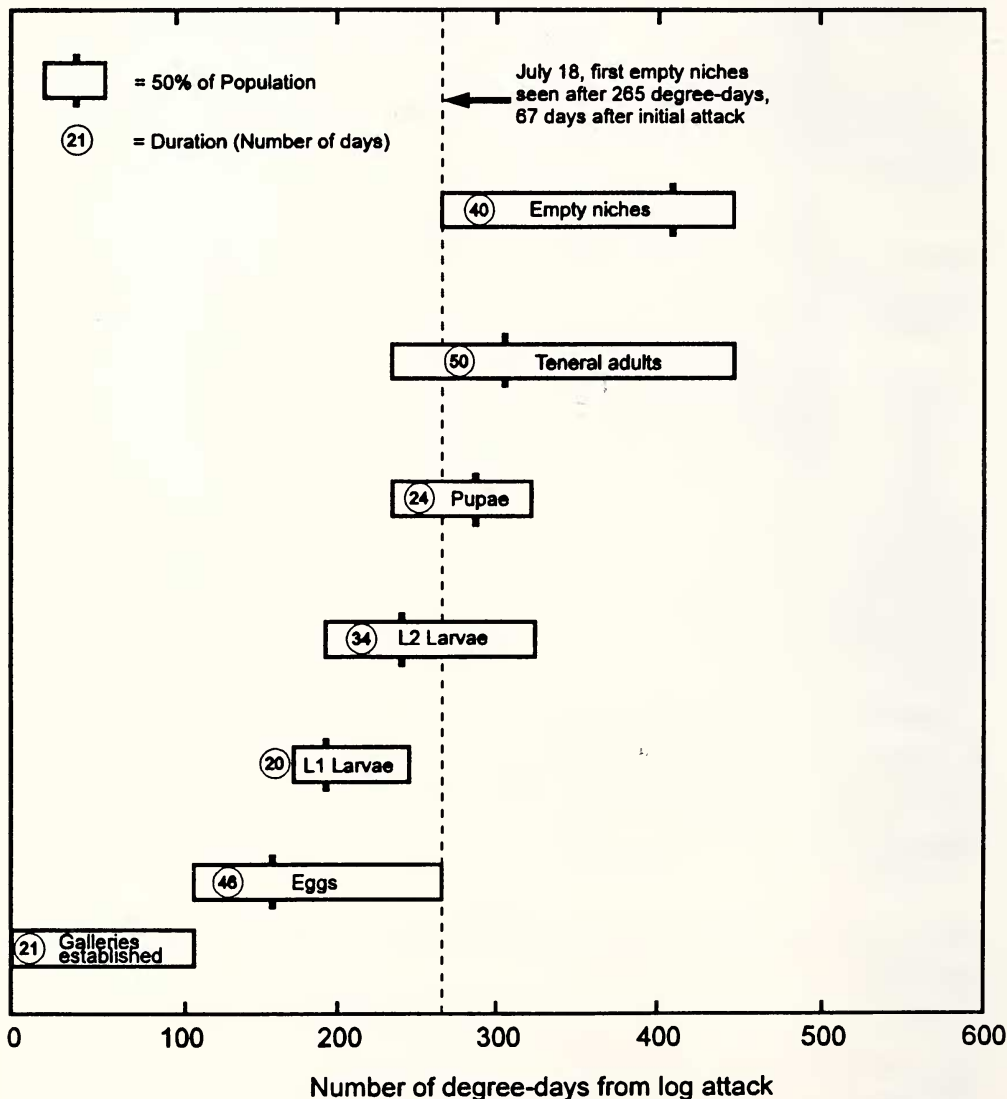 = 50% of Population
21 = Duration (Number of days)
July 18, first empty niches
seen after 265 degree-days,
67 days after initial attack
40 Empty niches
50 Teneral adults
24 Pupae
34 L2 Larvae
20 L1 Larvae
46 Eggs
21 Galleries
established
0 100 200 300 400 500 600
Number of degree-days from log attack